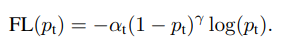 FL(pₜ) = −αₜ(1 − pₜ)ᵞ log(pₜ).